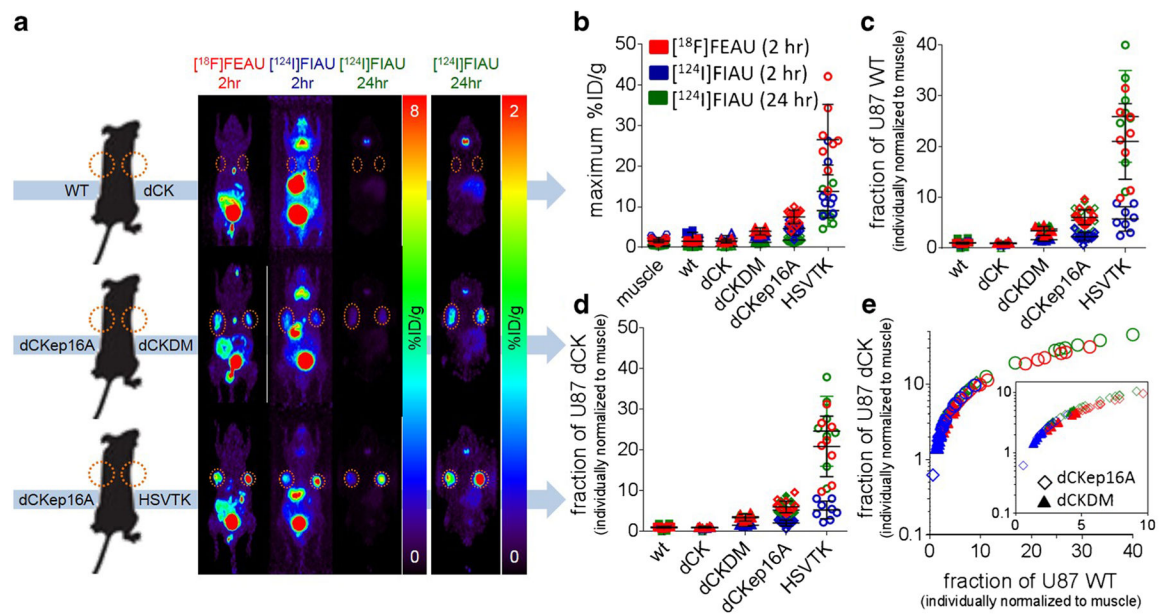 a
[18F]FEAU [124I]FIAU [124I]FIAU [124I]FIAU
2hr 2hr 24hr 24hr
8
2
WT dCK
dCKep16A dCKDM
dCKep16A HSVTK
%ID/g
%ID/g
0
0
b
[18F]FEAU (2 hr)
[124I]FIAU (2 hr)
[124I]FIAU (24 hr)
maximum %ID/g
50
40
30
20
10
0
muscle wt dCK dCKDM dCKep16A HSVTK
c
fraction of U87 WT
(individually normalized to muscle)
50
40
30
20
10
0
wt dCK dCKDM dCKep16A HSVTK
d
fraction of U87 dCK
(individually normalized to muscle)
50
40
30
20
10
0
wt dCK dCKDM dCKep16A HSVTK
e
fraction of U87 dCK
(individually normalized to muscle)
10
1
0.1
0 10 20 30 40
10
1
0.1
0 5 10
dCKep16A
dCKDM
fraction of U87 WT
(individually normalized to muscle)